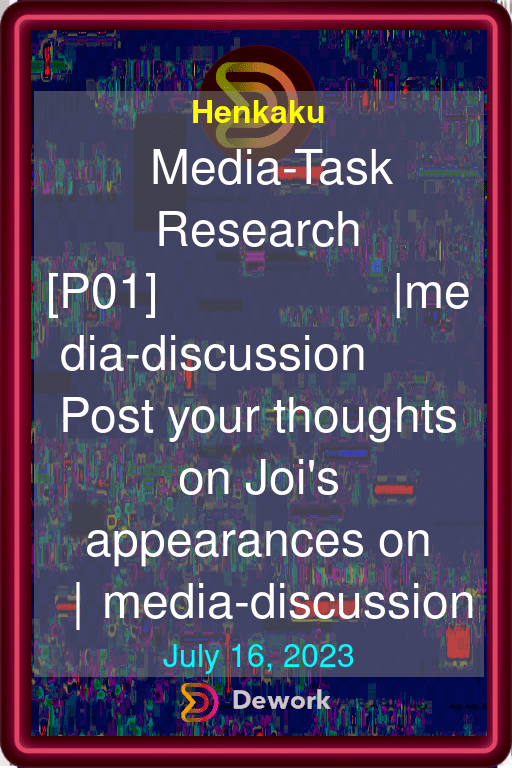 Henkaku
Media-Task
Research
[P01] |me
dia-discussion
Post your thoughts
on Joi's
appearances on
| media-discussion
July 16, 2023
Dework